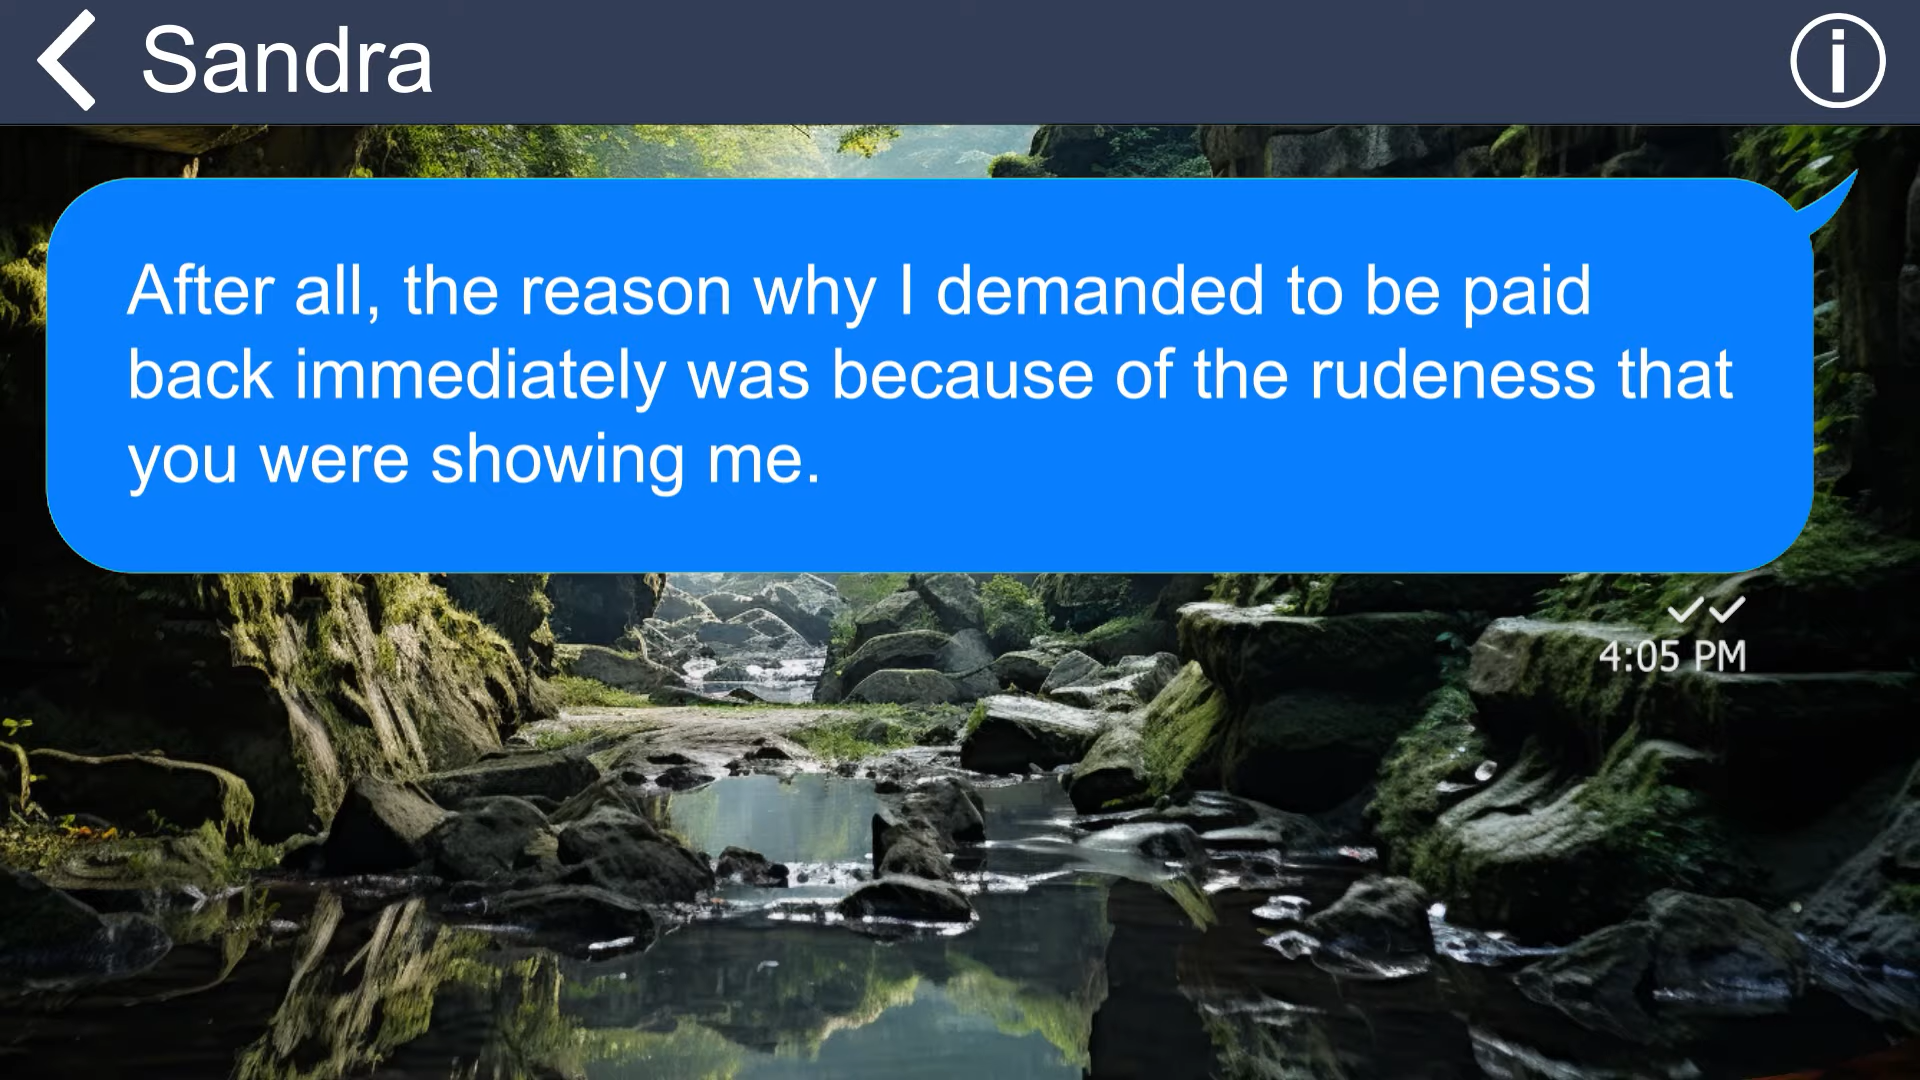 Sandra
After all, the reason why I demanded to be paid
back immediately was because of the rudeness that
you were showing me.
4:05 PM